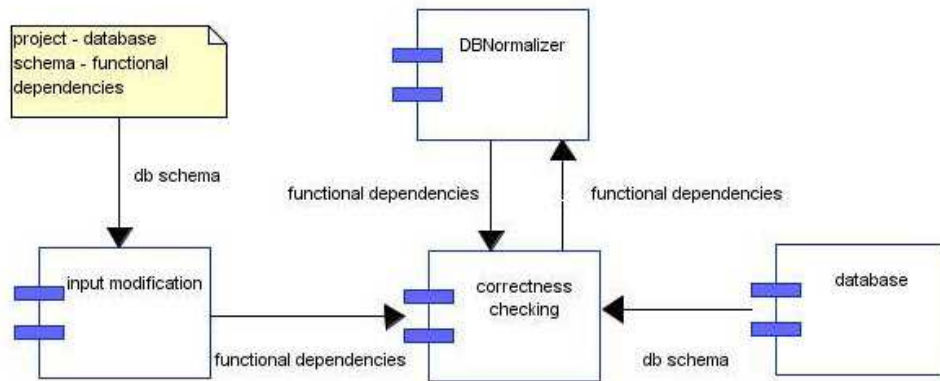 project - database
schema - functional
dependencies
DBNormalizer
db schema
functional dependencies
functional dependencies
input modification
correctness
checking
database
functional dependencies
db schema